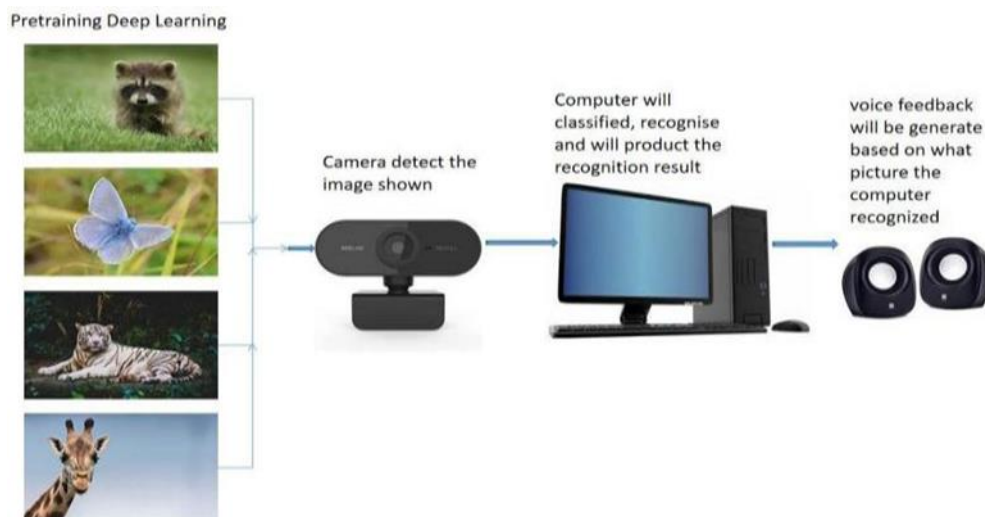 Pretraining Deep Learning
Camera detect the
image shown
Computer will
classified, recognise
and will product the
recognition result
voice feedback
will be generate
based on what
picture the
computer
recognized